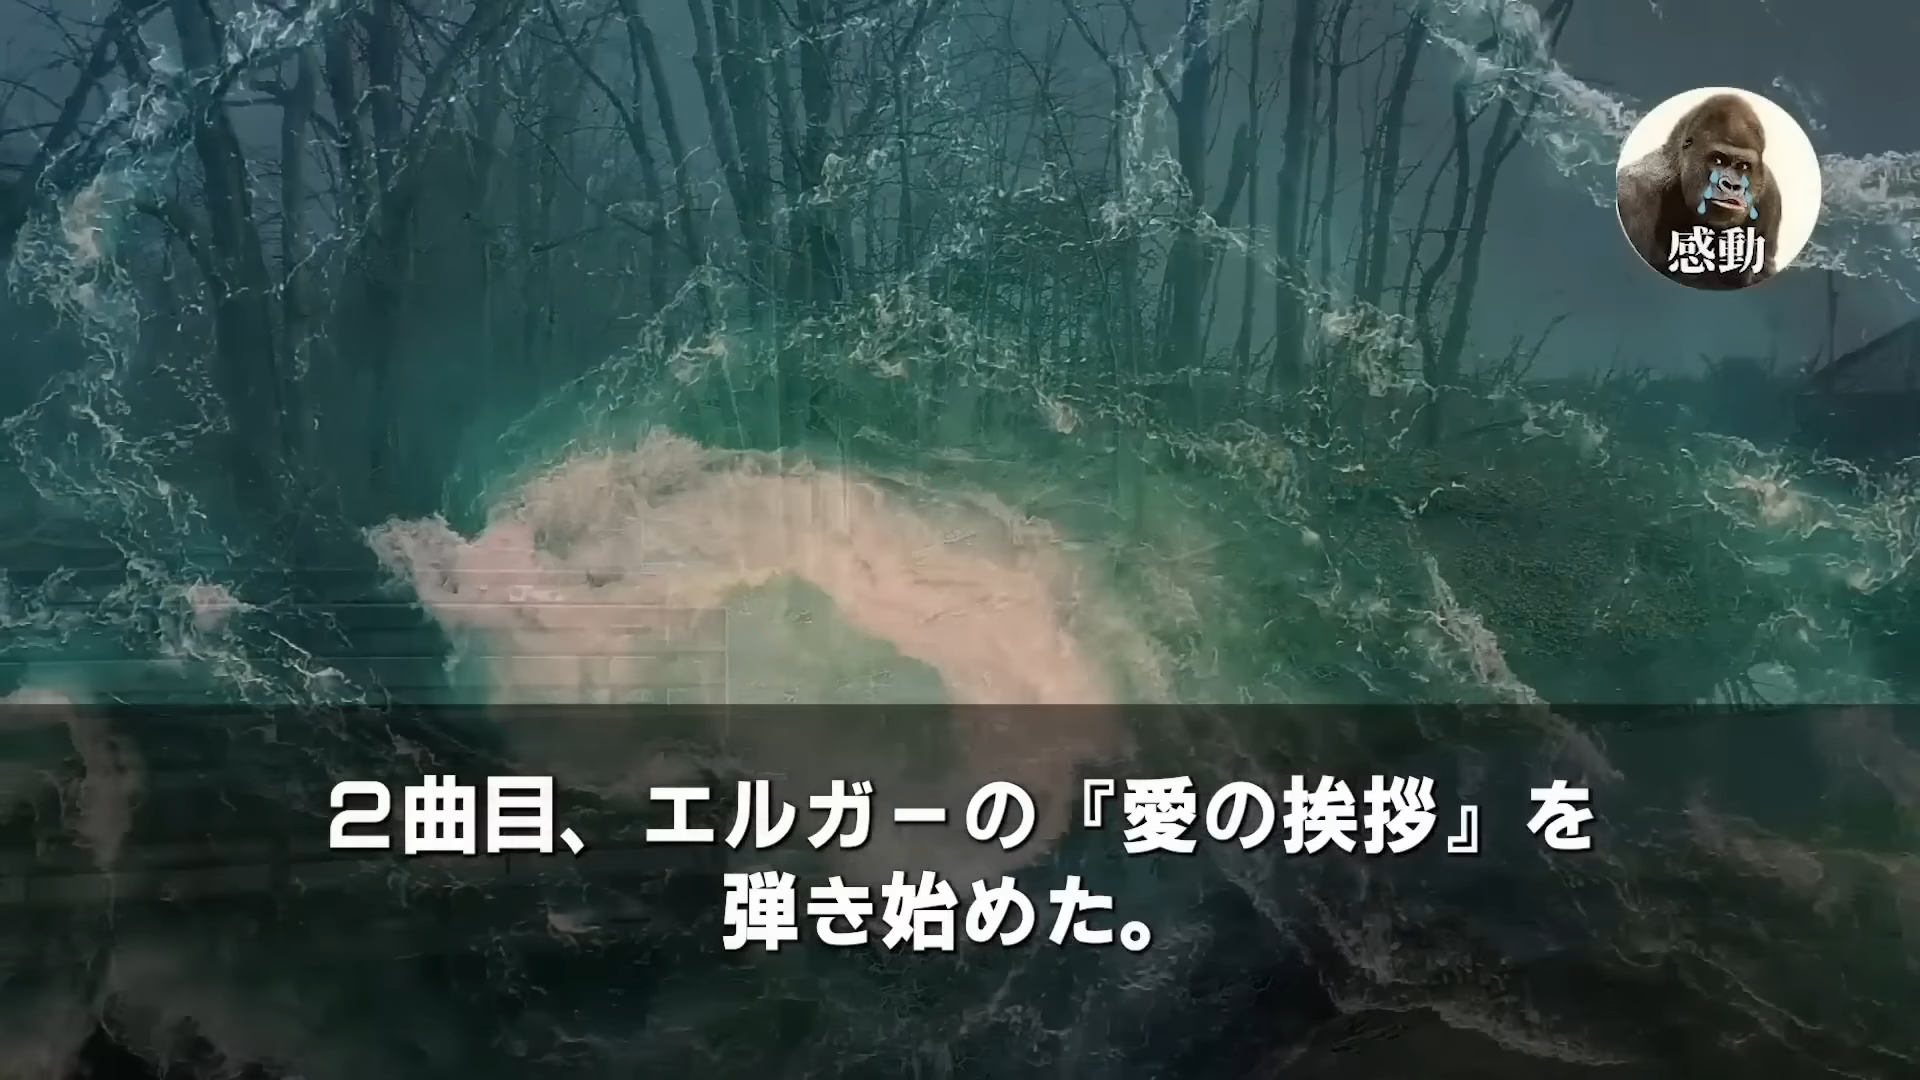 感動
２曲目、エルガーの『愛の挨拶』を
弾き始めた。